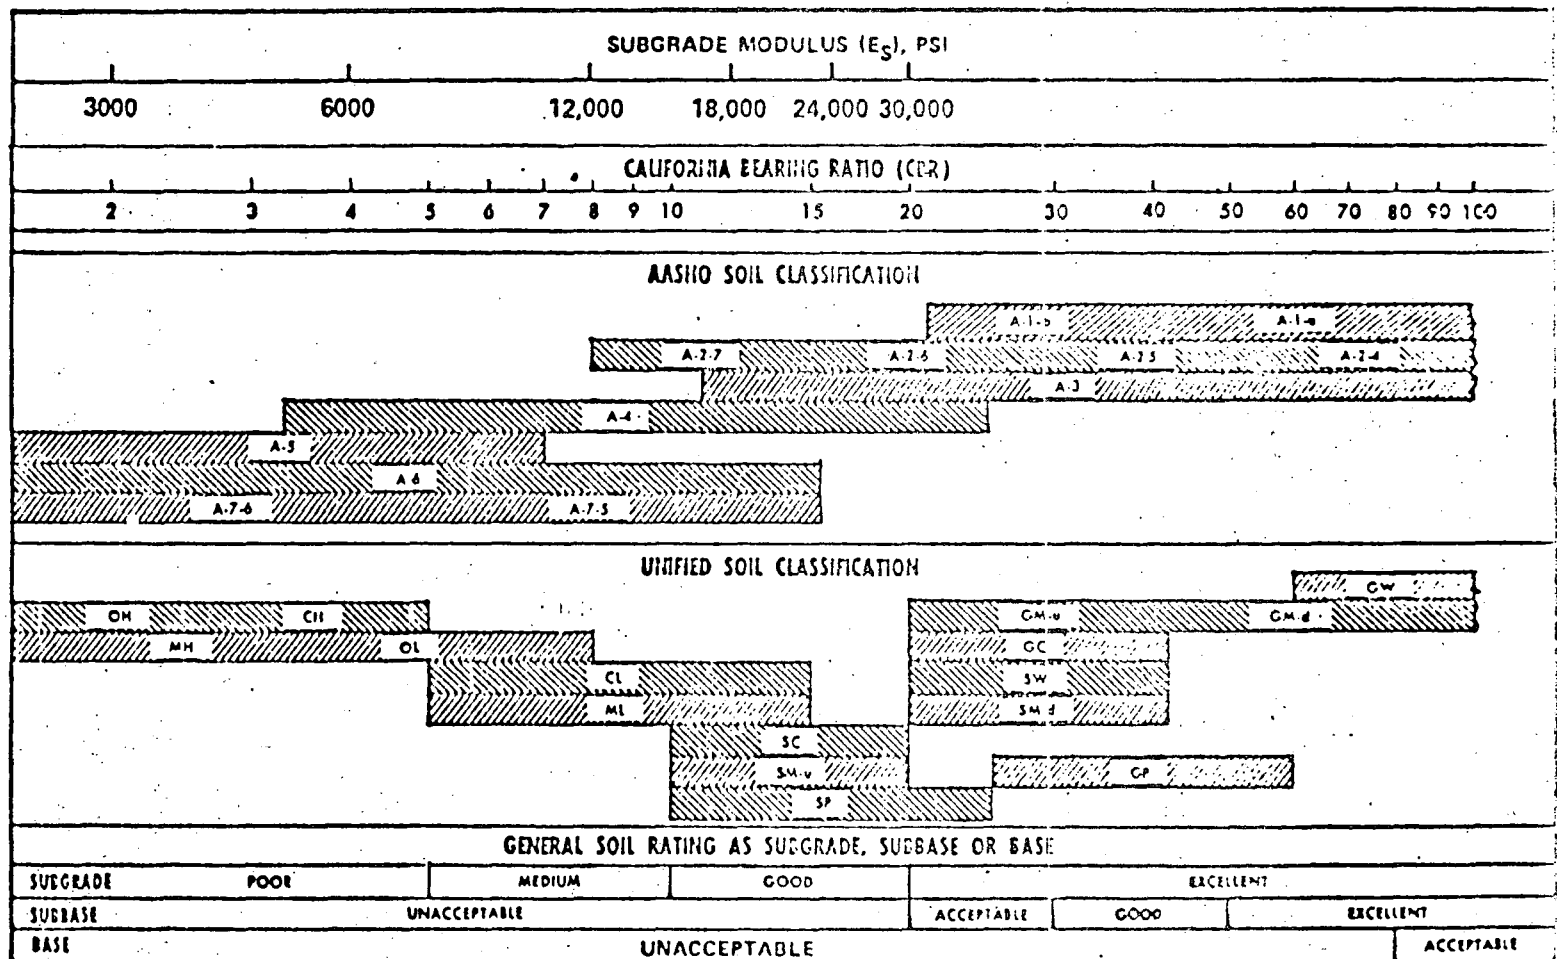 SUBGRADE MODULUS (ES), PSI
3000 6000 12,000 18,000 24,000 30,000
CALIFORNIA BEARING RATIO (CBR)
2 3 4 5 6 7 8 9 10 15 20 30 40 50 60 70 80 90 100
AASHO SOIL CLASSIFICATION
A-1-b A-1-a
A-2-7 A-2-6 A-2-5 A-2-4
A-3
A-4
A-5
A-6
A-7-6 A-7-5
UNIFIED SOIL CLASSIFICATION
GW
OH CH GM-u GM-d
MH OL GC
CL SW
ML SM-d
SC
SM-u GP
SP
GENERAL SOIL RATING AS SUBGRADE, SUBBASE OR BASE
SUBGRADE POOR MEDIUM GOOD EXCELLENT
SUBBASE UNACCEPTABLE ACCEPTABLE GOOD EXCELLENT
BASE UNACCEPTABLE ACCEPTABLE